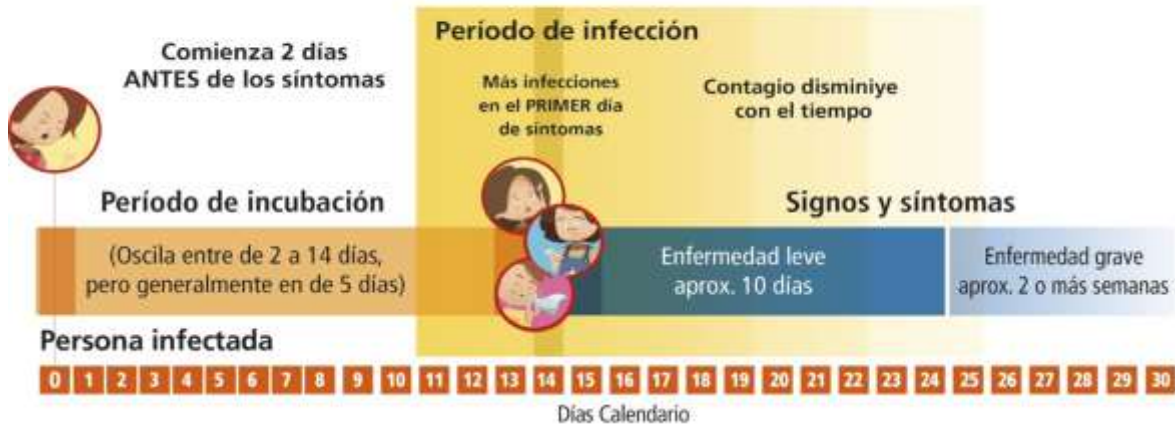 Comienza 2 días
ANTES de los síntomas
Período de infección
Más infecciones
en el PRIMER día
de síntomas
Contagio disminiye
con el tiempo
Período de incubación
(Oscila entre de 2 a 14 días,
pero generalmente en de 5 días)
Signos y síntomas
Enfermedad leve
aprox. 10 días
Enfermedad grave
aprox. 2 o más semanas
Persona infectada
0 1 2 3 4 5 6 7 8 9 10 11 12 13 14 15 16 17 18 19 20 21 22 23 24 25 26 27 28 29 30
Días Calendario